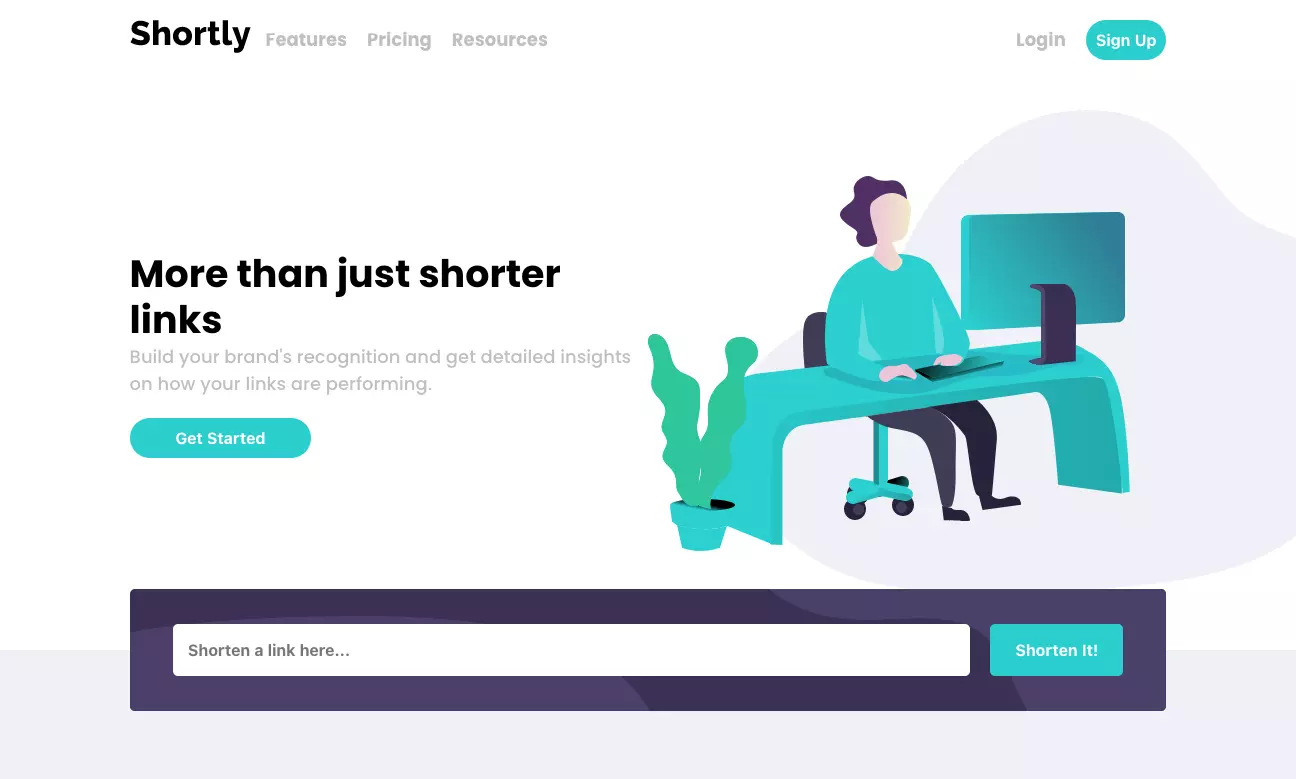 Shortly Features Pricing Resources Login Sign Up
More than just shorter
links
Build your brand's recognition and get detailed insights
on how your links are performing.
Get Started
Shorten a link here... Shorten It!